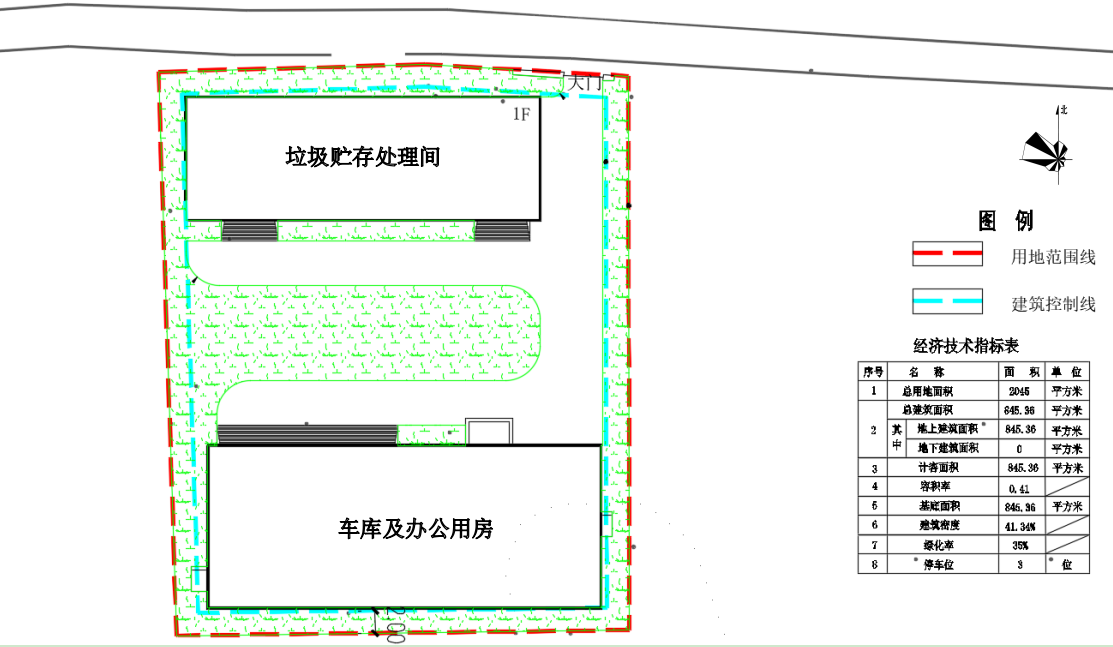 大门
1F
垃圾贮存处理间
北
图 例
用地范围线
建筑控制线
经济技术指标表
序号 名 称 面 积 单 位
1 总用地面积 2045 平方米
2 总建筑面积 845.36 平方米
其中 地上建筑面积 845.36 平方米
地下建筑面积 0 平方米
3 计容面积 845.36 平方米
4 容积率 0.41
5 基底面积 845.36 平方米
6 建筑密度 41.34%
7 绿化率 35%
8 停车位 3 位
车库及办公用房
2.00